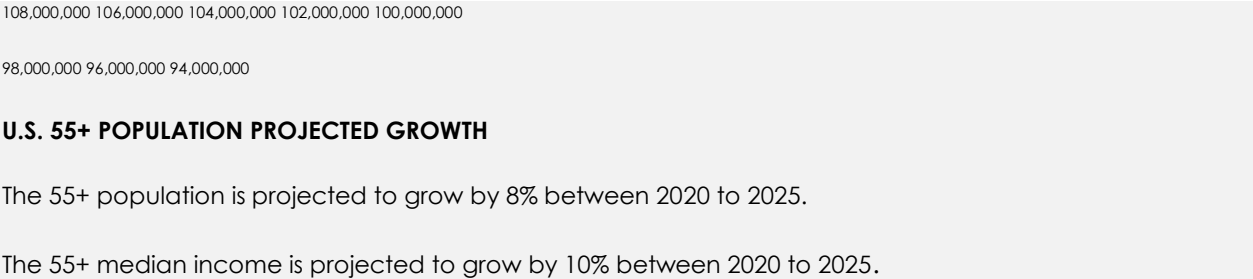 108,000,000 106,000,000 104,000,000 102,000,000 100,000,000
98,000,000 96,000,000 94,000,000
U.S. 55+ POPULATION PROJECTED GROWTH
The 55+ population is projected to grow by 8% between 2020 to 2025.
The 55+ median income is projected to grow by 10% between 2020 to 2025.